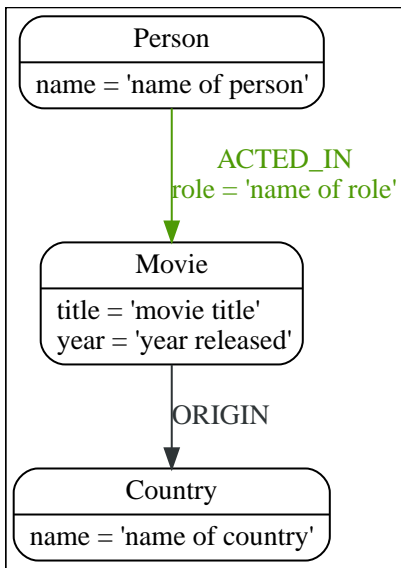 Person
name = 'name of person'
ACTED_IN
role = 'name of role'
Movie
title = 'movie title'
year = 'year released'
ORIGIN
Country
name = 'name of country'